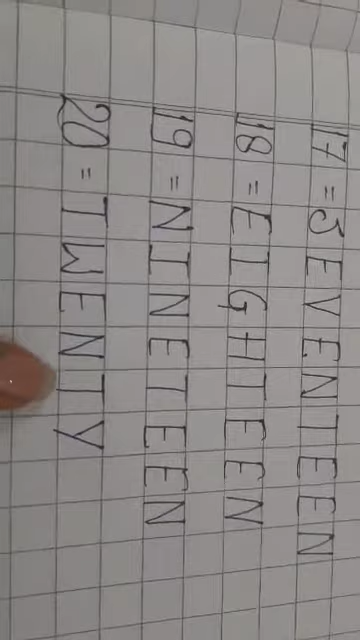 17 = SEVENTEEN
18 = EIGHTEEN
19 = NINETEEN
20 = TWENTY